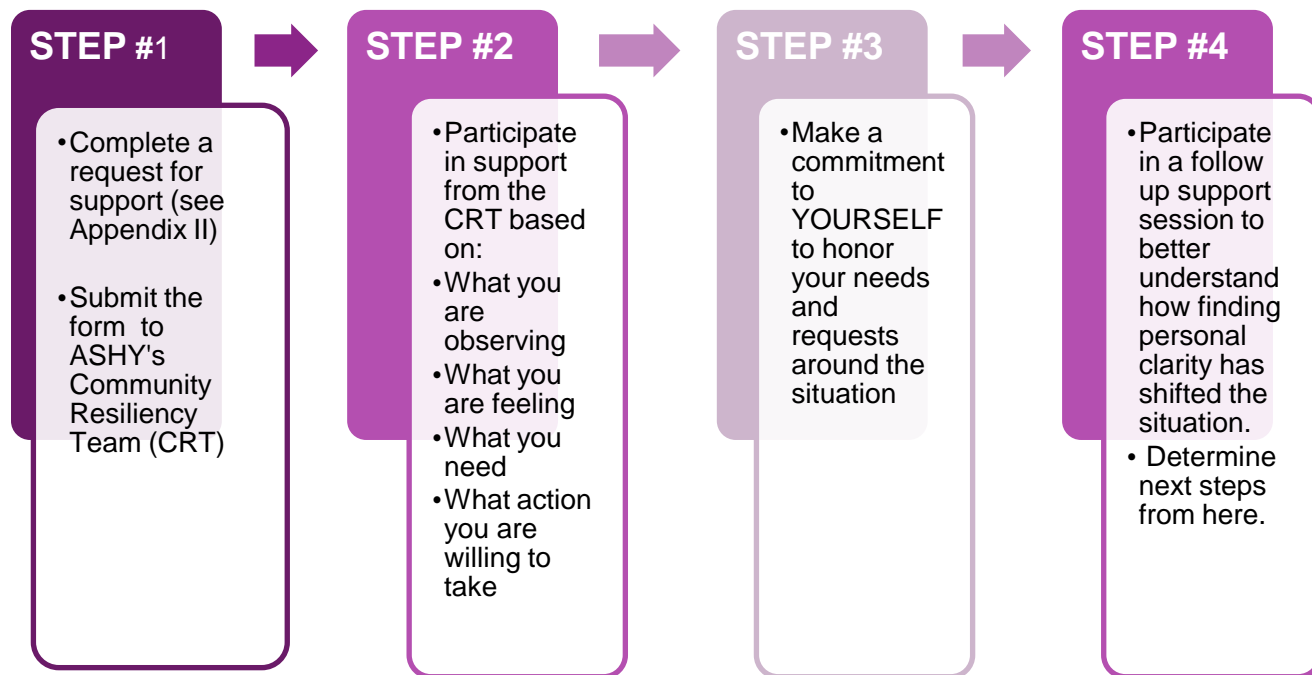 STEP #1
•Complete a
request for
support (see
Appendix II)
•Submit the
form to
ASHY's
Community
Resiliency
Team (CRT)
STEP #2
•Participate
in support
from the
CRT based
on:
•What you
are
observing
•What you
are feeling
•What you
need
•What action
you are
willing to
take
STEP #3
•Make a
commitment
to
YOURSELF
to honor
your needs
and
requests
around the
situation
STEP #4
•Participate
in a follow
up support
session to
better
understand
how finding
personal
clarity has
shifted the
situation.
• Determine
next steps
from here.